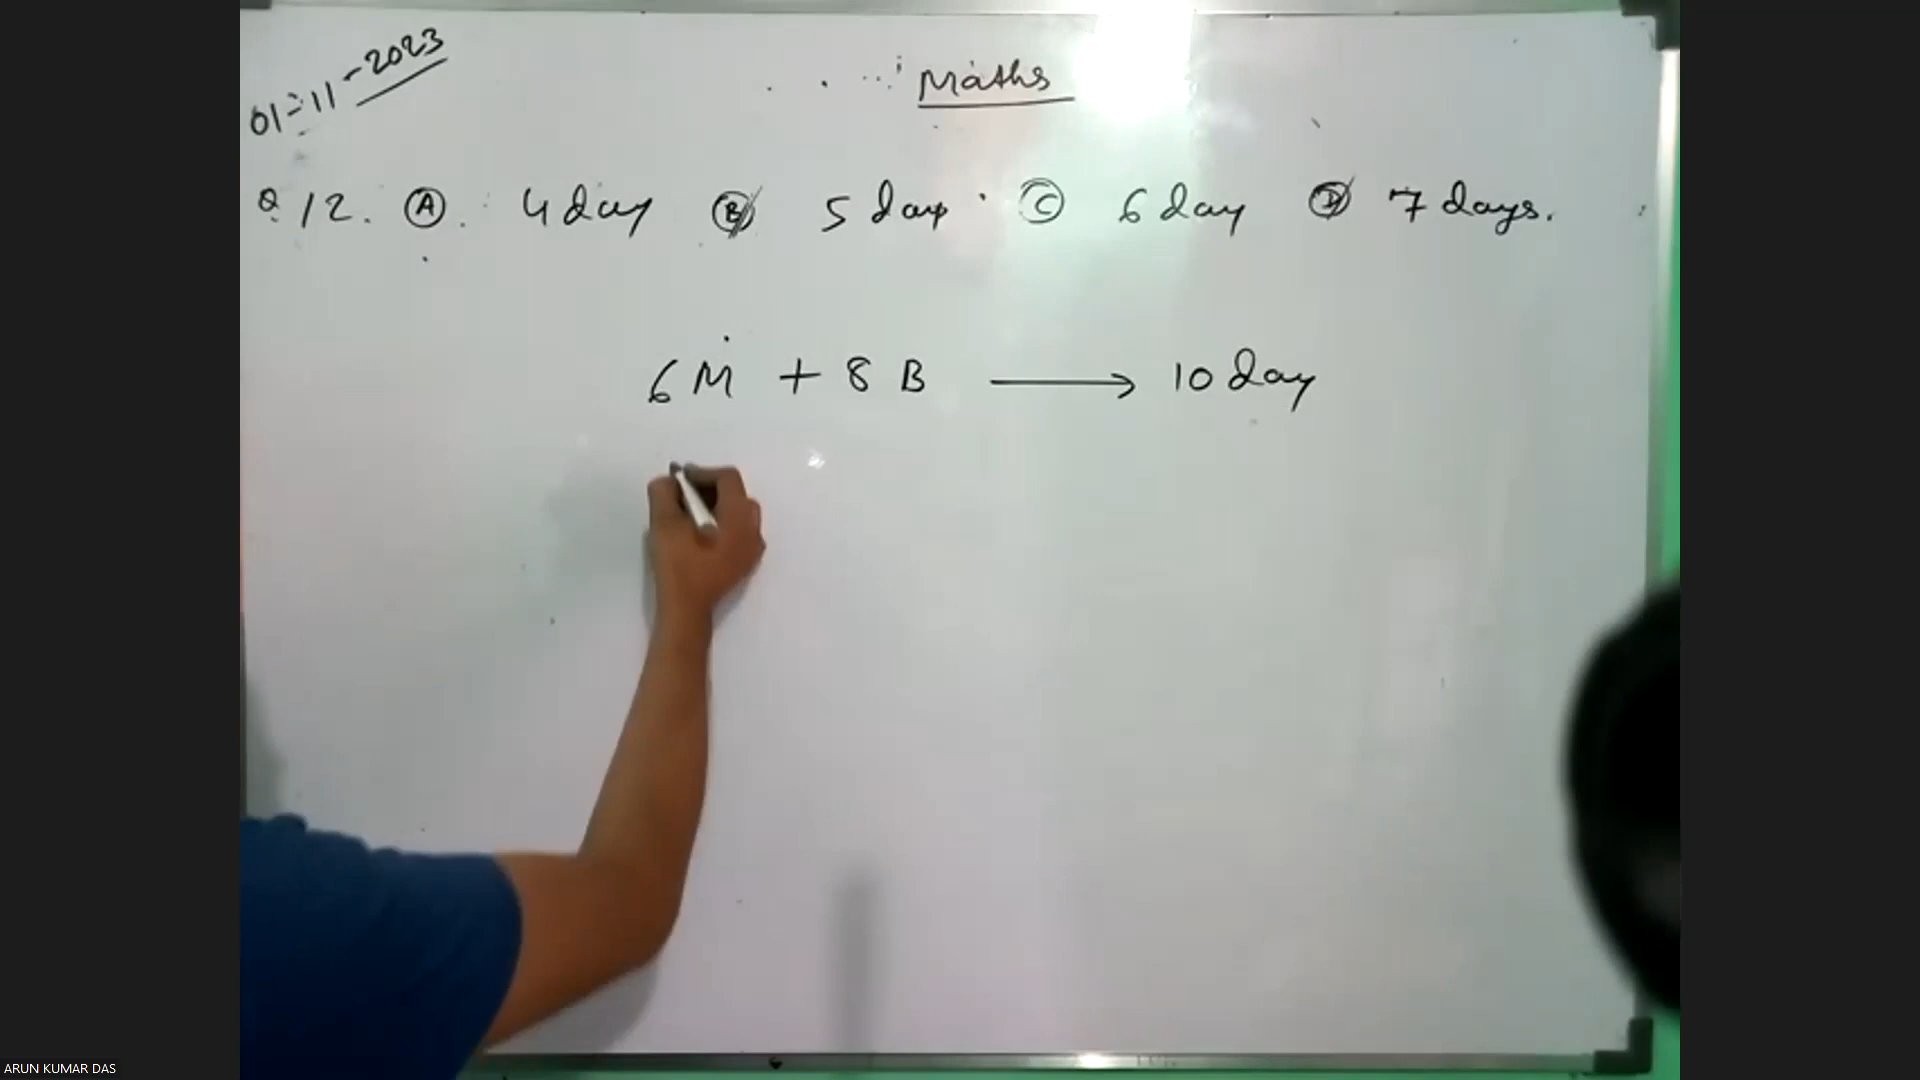 01-11-2023
Maths
Q 12. Ⓐ. 4 day Ⓑ 5 day. Ⓒ 6 day Ⓓ 7 days.
6 M + 8 B ⟶ 10 day
ARUN KUMAR DAS